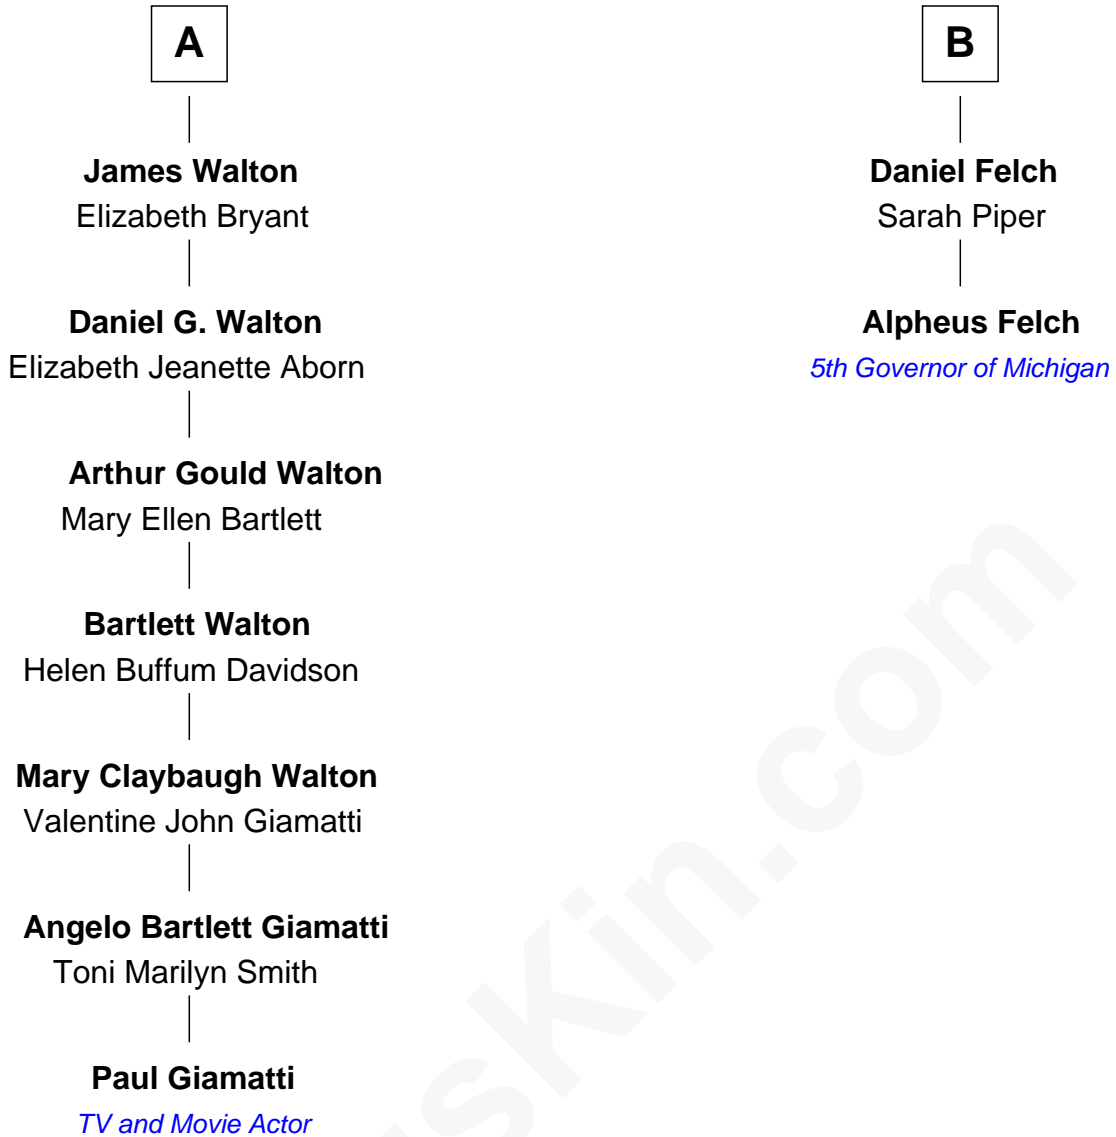 A
James Walton
Elizabeth Bryant
Daniel G. Walton
Elizabeth Jeanette Aborn
Arthur Gould Walton
Mary Ellen Bartlett
Bartlett Walton
Helen Buffum Davidson
Mary Claybaugh Walton
Valentine John Giamatti
Angelo Bartlett Giamatti
Toni Marilyn Smith
Paul Giamatti
TV and Movie Actor
B
Daniel Felch
Sarah Piper
Alpheus Felch
5th Governor of Michigan